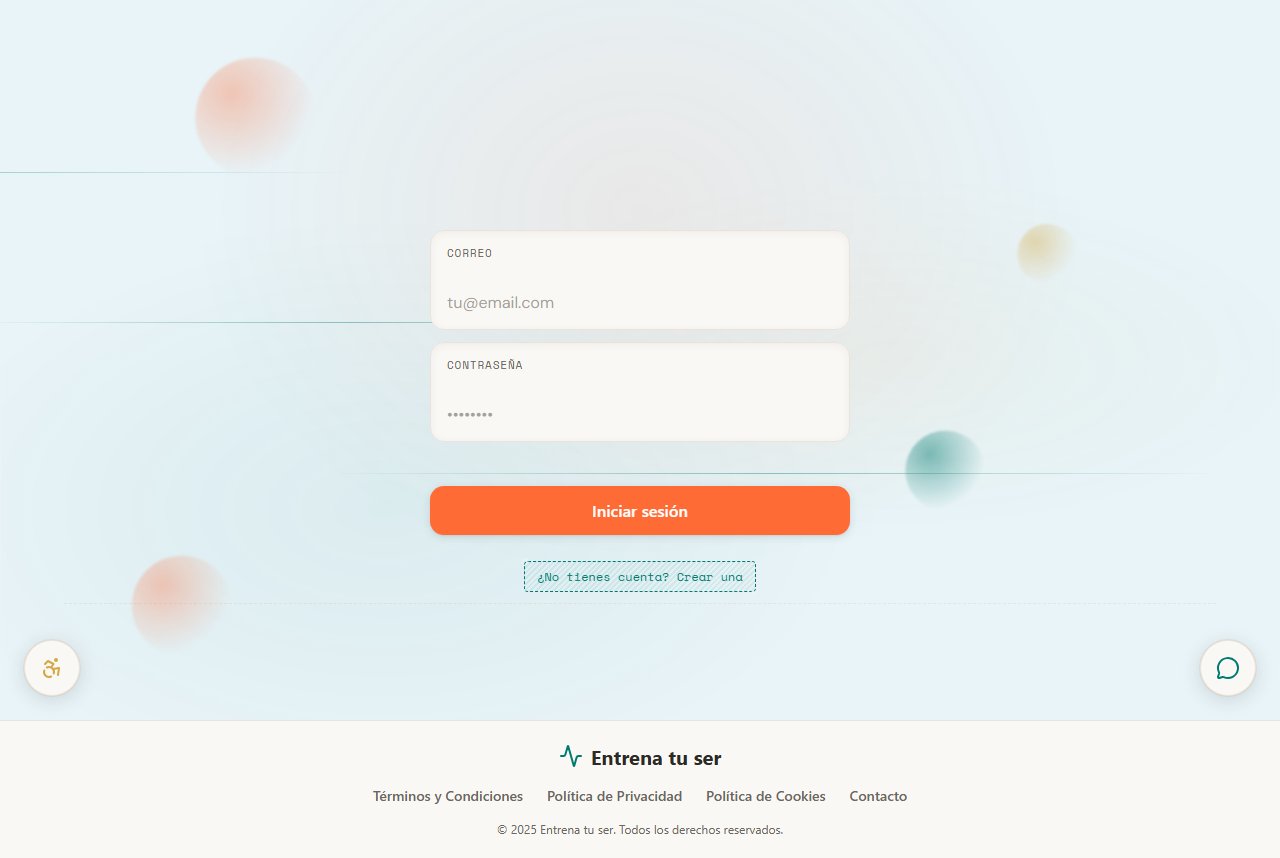 CORREO
tu@email.com
CONTRASEÑA
••••••••
Iniciar sesión
¿No tienes cuenta? Crear una
Entrena tu ser
Términos y Condiciones Política de Privacidad Política de Cookies Contacto
© 2025 Entrena tu ser. Todos los derechos reservados.